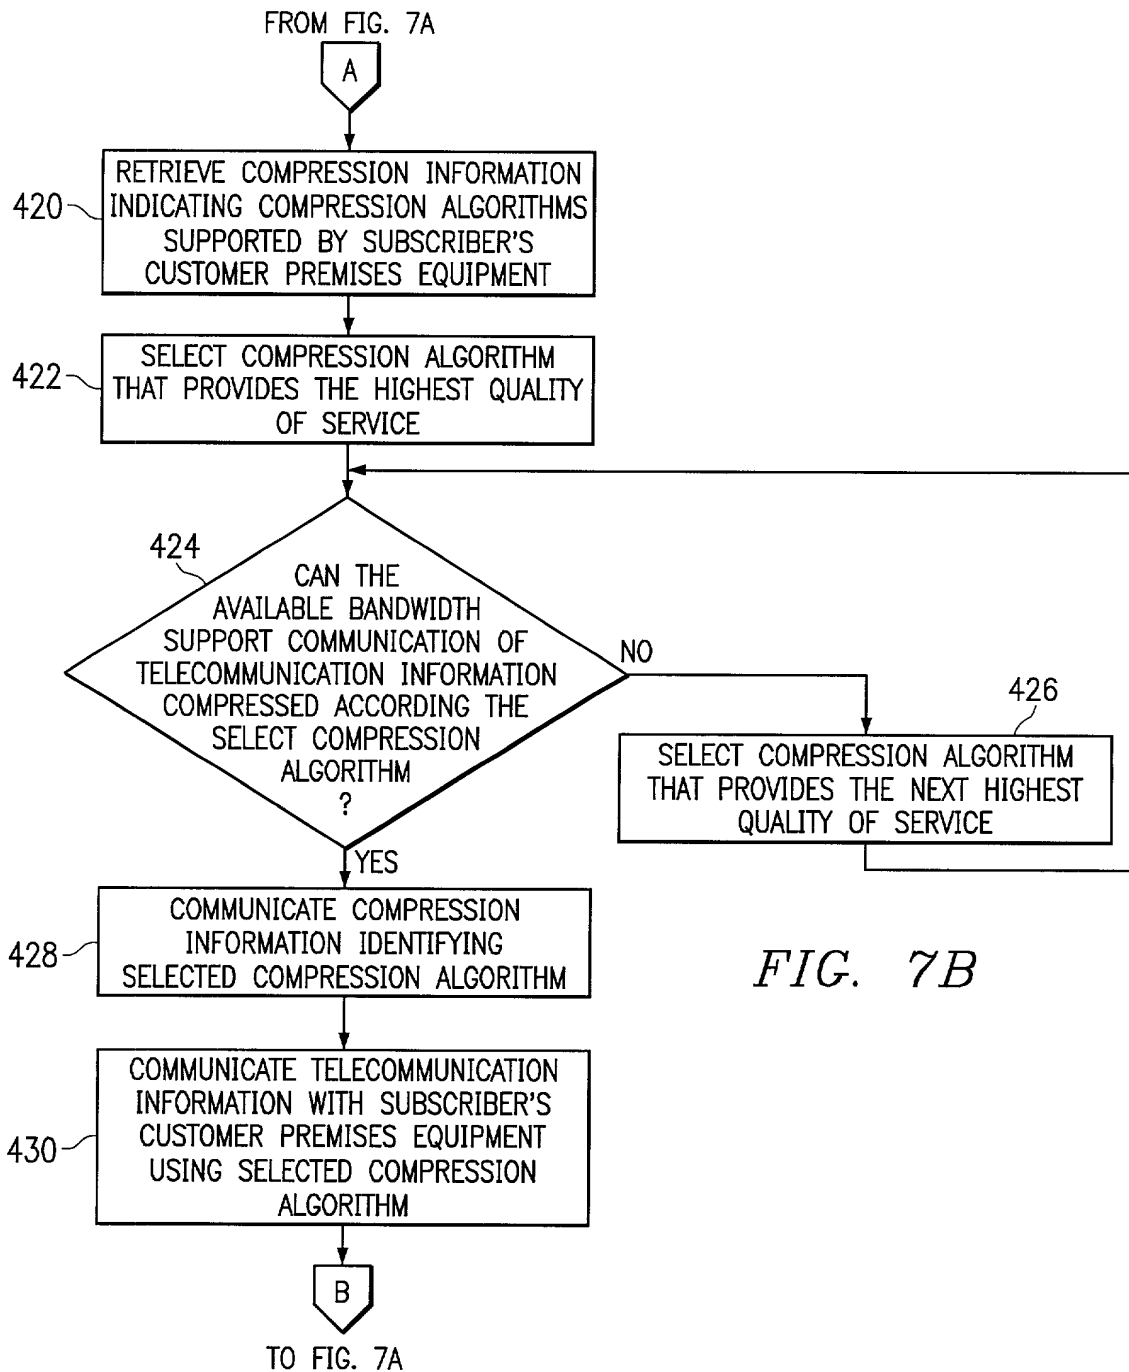 FROM FIG. 7A
A
RETRIEVE COMPRESSION INFORMATION
INDICATING COMPRESSION ALGORITHMS
SUPPORTED BY SUBSCRIBER'S
CUSTOMER PREMISES EQUIPMENT
420
SELECT COMPRESSION ALGORITHM
THAT PROVIDES THE HIGHEST QUALITY
OF SERVICE
422
424
CAN THE
AVAILABLE BANDWIDTH
SUPPORT COMMUNICATION OF
TELECOMMUNICATION INFORMATION
COMPRESSED ACCORDING THE
SELECT COMPRESSION
ALGORITHM
?
NO
426
SELECT COMPRESSION ALGORITHM
THAT PROVIDES THE NEXT HIGHEST
QUALITY OF SERVICE
YES
COMMUNICATE COMPRESSION
INFORMATION IDENTIFYING
SELECTED COMPRESSION ALGORITHM
428
FIG. 7B
COMMUNICATE TELECOMMUNICATION
INFORMATION WITH SUBSCRIBER'S
CUSTOMER PREMISES EQUIPMENT
USING SELECTED COMPRESSION
ALGORITHM
430
B
TO FIG. 7A